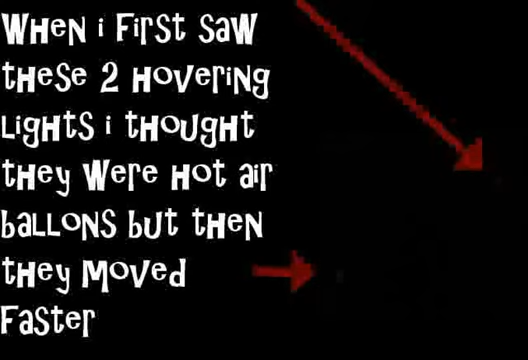 When i First saw
these 2 Hovering
Lights i thought
they Were Hot air
baLLONS but then
they Moved
Faster